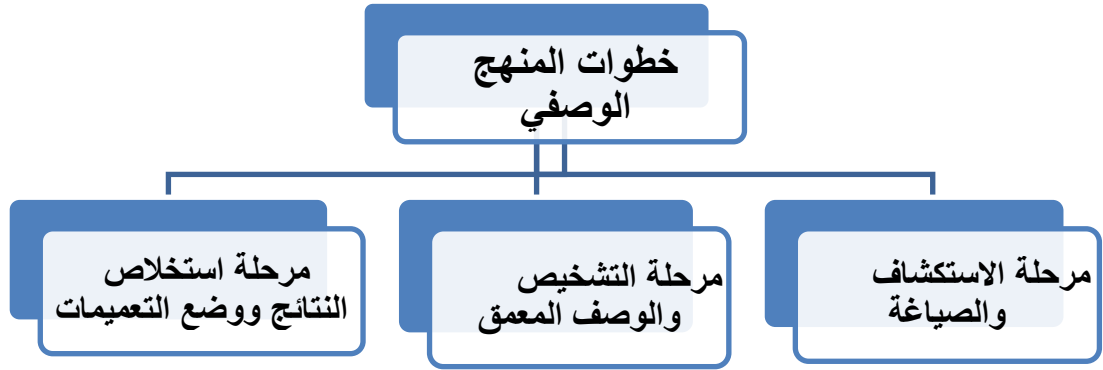 خطوات المنهج
الوصفي
مرحلة الاستكشاف
والصياغة
مرحلة التشخيص
والوصف المعمق
مرحلة استخلاص
النتائج ووضع التعميمات